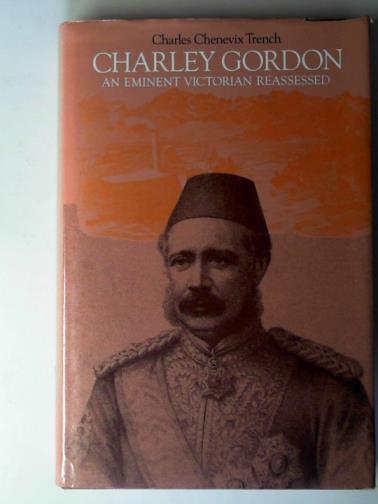 Charles Chenevix Trench
CHARLEY GORDON
AN EMINENT VICTORIAN REASSESSED